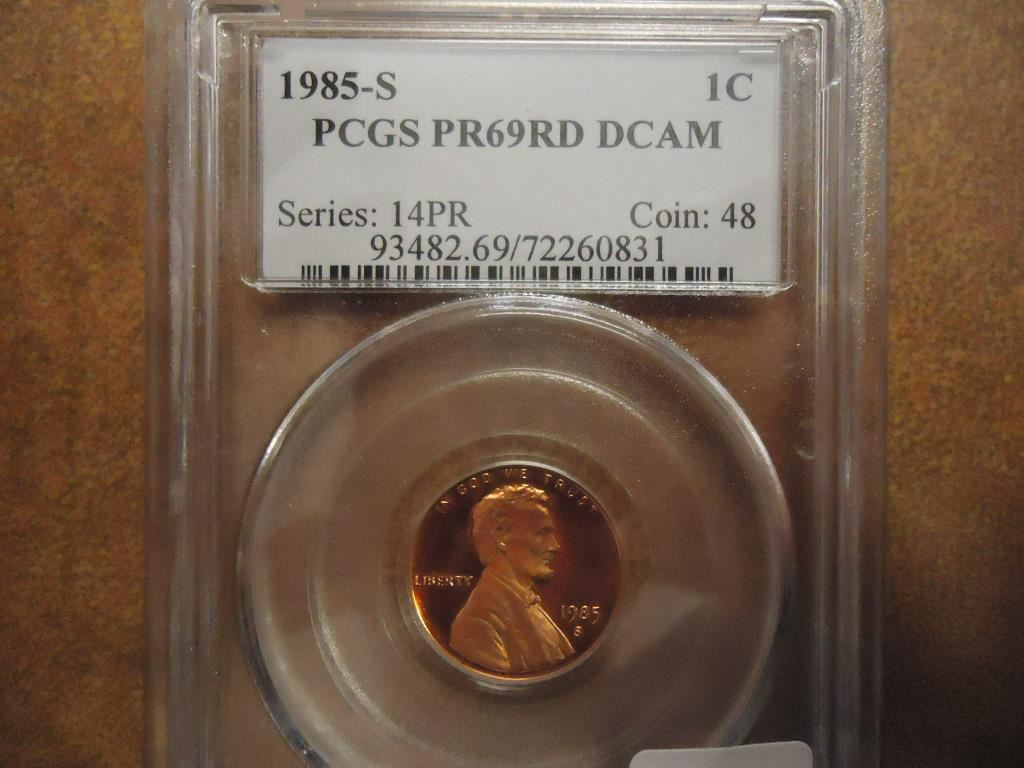 1985-S 1C
PCGS PR69RD DCAM
Series: 14PR Coin: 48
93482.69/72260831
IN GOD WE TRUST
LIBERTY
1985
S